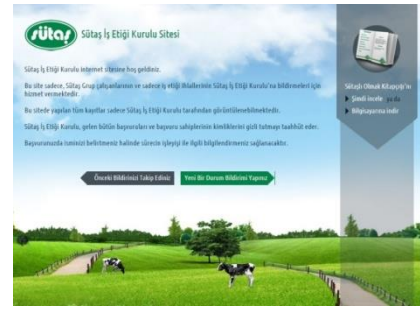 sütaş
Sütaş İş Etiği Kurulu Sitesi
Sütaş İş Etiği Kurulu internet sitesine hoş geldiniz.
Bu site sadece, Sütaş Grup çalışanlarının ve sadece iş etiği ihlallerinin Sütaş İş Etiği Kurulu'na bildirmeleri için
hizmet vermektedir.
Bu sitede yapılan tüm kayıtlar sadece Sütaş İş Etiği Kurulu tarafından görüntülenebilmektedir.
Sütaş İş Etiği Kurulu, gelen bütün başvuruları ve başvuru sahiplerinin kimliklerini gizli tutmayı taahhüt eder.
Başvurunuzda isminizi belirtmeniz halinde sürecin işleyişi ile ilgili bilgilendirmeniz sağlanacaktır.
Önceki Bildirinizi Takip Ediniz
Yeni Bir Durum Bildirimi Yapınız
Sütaşlı Olmak Kitapçığı'nı
Şimdi incele ya da
Bilgisayarına indir